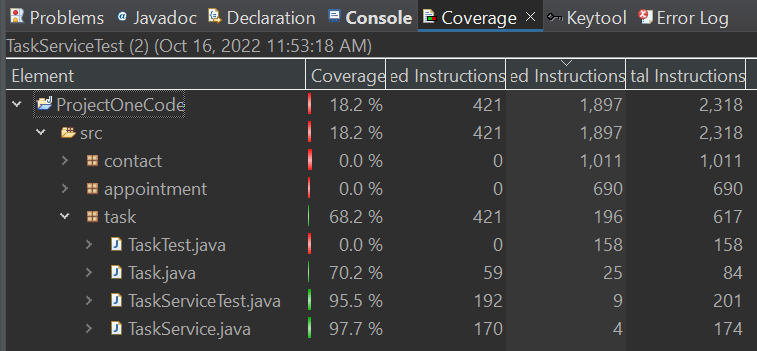 Problems Javadoc Declaration Console Coverage Keytool Error Log
TaskServiceTest (2) (Oct 16, 2022 11:53:18 AM)
Element Coverage ed Instructions ed Instructions tal Instructions
ProjectOneCode 18.2 % 421 1,897 2,318
src 18.2 % 421 1,897 2,318
contact 0.0 % 0 1,011 1,011
appointment 0.0 % 0 690 690
task 68.2 % 421 196 617
TaskTest.java 0.0 % 0 158 158
Task.java 70.2 % 59 25 84
TaskServiceTest.java 95.5 % 192 9 201
TaskService.java 97.7 % 170 4 174